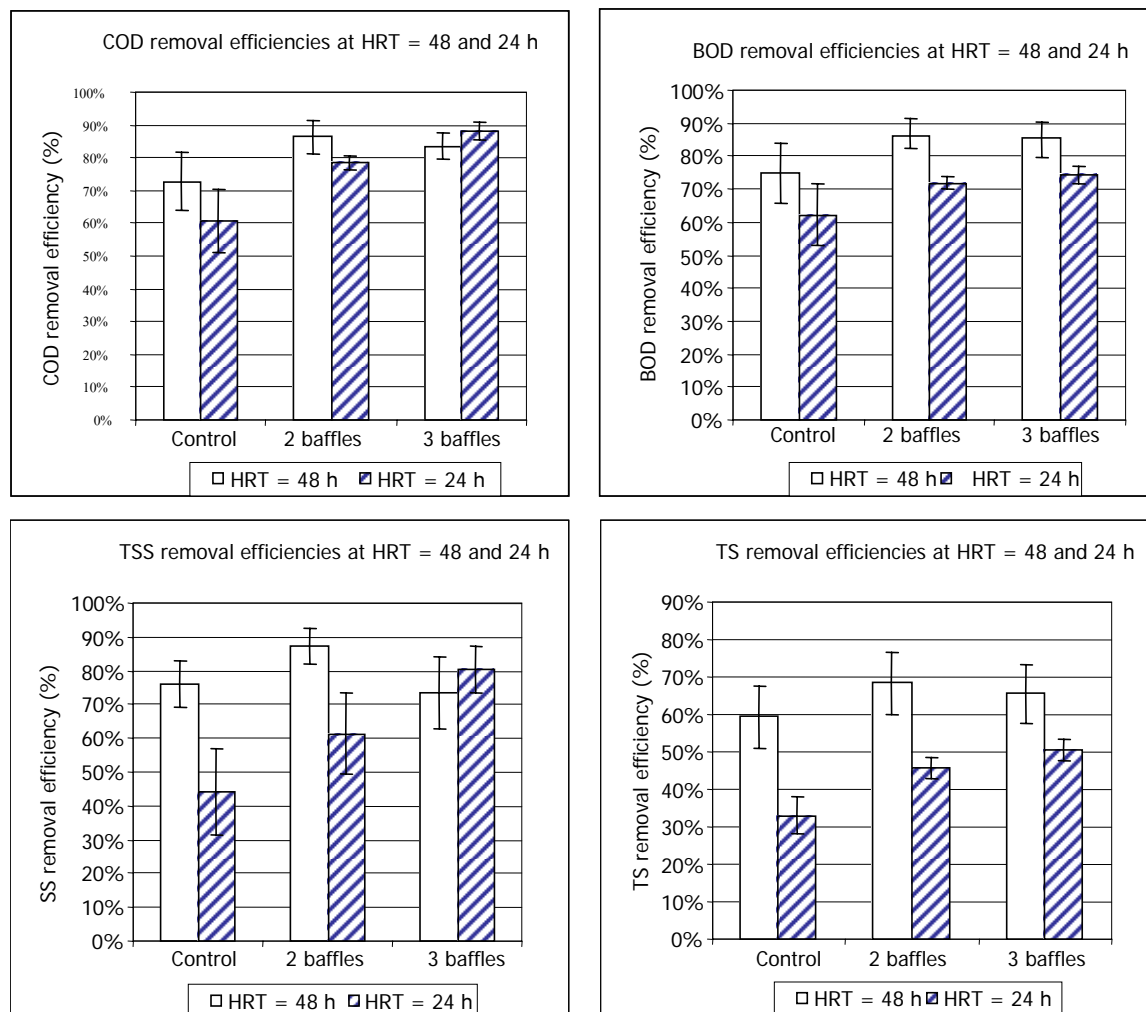 COD removal efficiencies at HRT = 48 and 24 h
COD removal efficiency (%)
100%
90%
80%
70%
60%
50%
40%
30%
20%
10%
0%
Control 2 baffles 3 baffles
HRT = 48 h HRT = 24 h
BOD removal efficiencies at HRT = 48 and 24 h
BOD removal efficiency (%)
100%
90%
80%
70%
60%
50%
40%
30%
20%
10%
0%
Control 2 baffles 3 baffles
HRT = 48 h HRT = 24 h
TSS removal efficiencies at HRT = 48 and 24 h
SS removal efficiency (%)
100%
90%
80%
70%
60%
50%
40%
30%
20%
10%
0%
Control 2 baffles 3 baffles
HRT = 48 h HRT = 24 h
TS removal efficiencies at HRT = 48 and 24 h
TS removal efficiency (%)
90%
80%
70%
60%
50%
40%
30%
20%
10%
0%
Control 2 baffles 3 baffles
HRT = 48 h HRT = 24 h